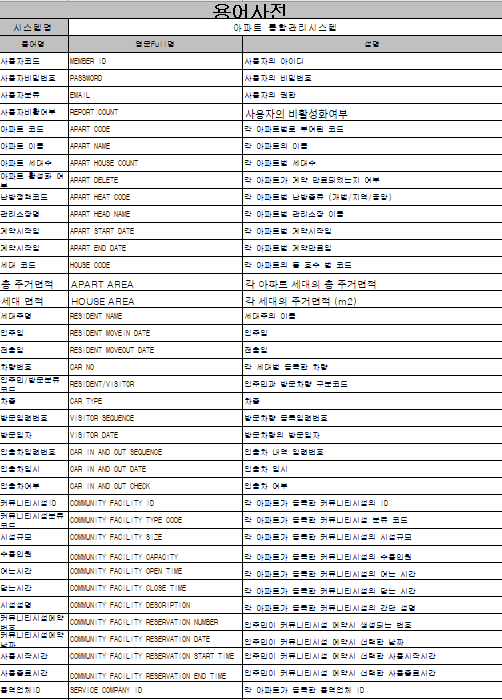 용어사전
시스템명 아파트 통합관리시스템
용어명 영문Full명 설명
사용자코드 MEMBER ID 사용자의 아이디
사용자비밀번호 PASSWORD 사용자의 비밀번호
사용자분류 EMAIL 사용자의 권한
사용자비활여부 REPORT COUNT 사용자의 비활성화여부
아파트 코드 APART CODE 각 아파트별로 부여된 코드
아파트 이름 APART NAME 각 아파트의 이름
아파트 세대수 APART HOUSE COUNT 각 아파트별 세대수
아파트 활성화 여부 APART DELETE 각 아파트가 계약 만료되었는지 여부
난방정책코드 APART HEAT CODE 각 아파트별 난방종류 (개별/지역/중앙)
관리소장명 APART HEAD NAME 각 아파트별 관리소장 이름
계약시작일 APART START DATE 각 아파트별 계약시작일
계약시작일 APART END DATE 각 아파트별 계약만료일
세대 코드 HOUSE CODE 각 아파트의 동 호수 별 코드
총 주거면적 APART AREA 각 아파트 세대의 총 주거면적
세대 면적 HOUSE AREA 각 세대의 주거면적 (m2)
세대주명 RESIDENT NAME 세대주의 이름
입주일 RESIDENT MOVEIN DATE 입주일
전출일 RESIDENT MOVEOUT DATE 전출일
차량번호 CAR NO 각 세대별 등록한 차량
입주민/방문분류코드 RESIDENT/VISITOR 입주민과 방문차량 구분코드
차종 CAR TYPE 차종
방문일련번호 VISITOR SEQUENCE 방문차량 등록일련번호
방문일자 VISITOR DATE 방문차량의 방문일자
입출차일련번호 CAR IN AND OUT SEQUENCE 입출차 내역 일련번호
입출차일시 CAR IN AND OUT DATE 입출차 일시
입출차여부 CAR IN AND OUT CHECK 입출차 여부
커뮤니티시설ID COMMUNITY FACILITY ID 각 아파트가 등록한 커뮤니티시설의 ID
커뮤니티시설분류코드 COMMUNITY FACILITY TYPE CODE 각 아파트가 등록한 커뮤니티시설 분류 코드
시설규모 COMMUNITY FACILITY SIZE 각 아파트가 등록한 커뮤니티시설의 시설규모
수용인원 COMMUNITY FACILITY CAPACITY 각 아파트가 등록한 커뮤니티시설의 수용인원
여는시간 COMMUNITY FACILITY OPEN TIME 각 아파트가 등록한 커뮤니티시설의 여는 시간
닫는시간 COMMUNITY FACILITY CLOSE TIME 각 아파트가 등록한 커뮤니티시설의 닫는 시간
시설설명 COMMUNITY FACILITY DESCRIPTION 각 아파트가 등록한 커뮤니티시설의 간단 설명
커뮤니티시설예약번호 COMMUNITY FACILITY RESERVATION NUMBER 입주민이 커뮤니티시설 예약시 생성되는 번호
커뮤니티시설예약날짜 COMMUNITY FACILITY RESERVATION DATE 입주민이 커뮤니티시설 예약시 선택한 날짜
사용시작시간 COMMUNITY FACILITY RESERVATION START TIME 입주민이 커뮤니티시설 예약시 선택한 사용시작시간
사용종료시간 COMMUNITY FACILITY RESERVATION END TIME 입주민이 커뮤니티시설 예약시 선택한 사용종료시간
용역업체ID SERVICE COMPANY ID 각 아파트가 등록한 용역업체 ID